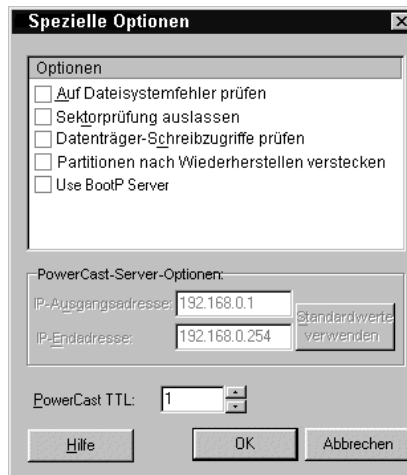 Spezielle Optionen
Optionen
Auf Dateisystemfehler prüfen
Sektorprüfung auslassen
Datenträger-Schreibzugriffe prüfen
Partitionen nach Wiederherstellen verstecken
Use BootP Server
PowerCast-Server-Optionen:
IP-Ausgangsadresse: 192.168.0.1
IP-Endadresse: 192.168.0.254
Standardwerte
verwenden
PowerCast TTL: 1
Hilfe OK Abbrechen